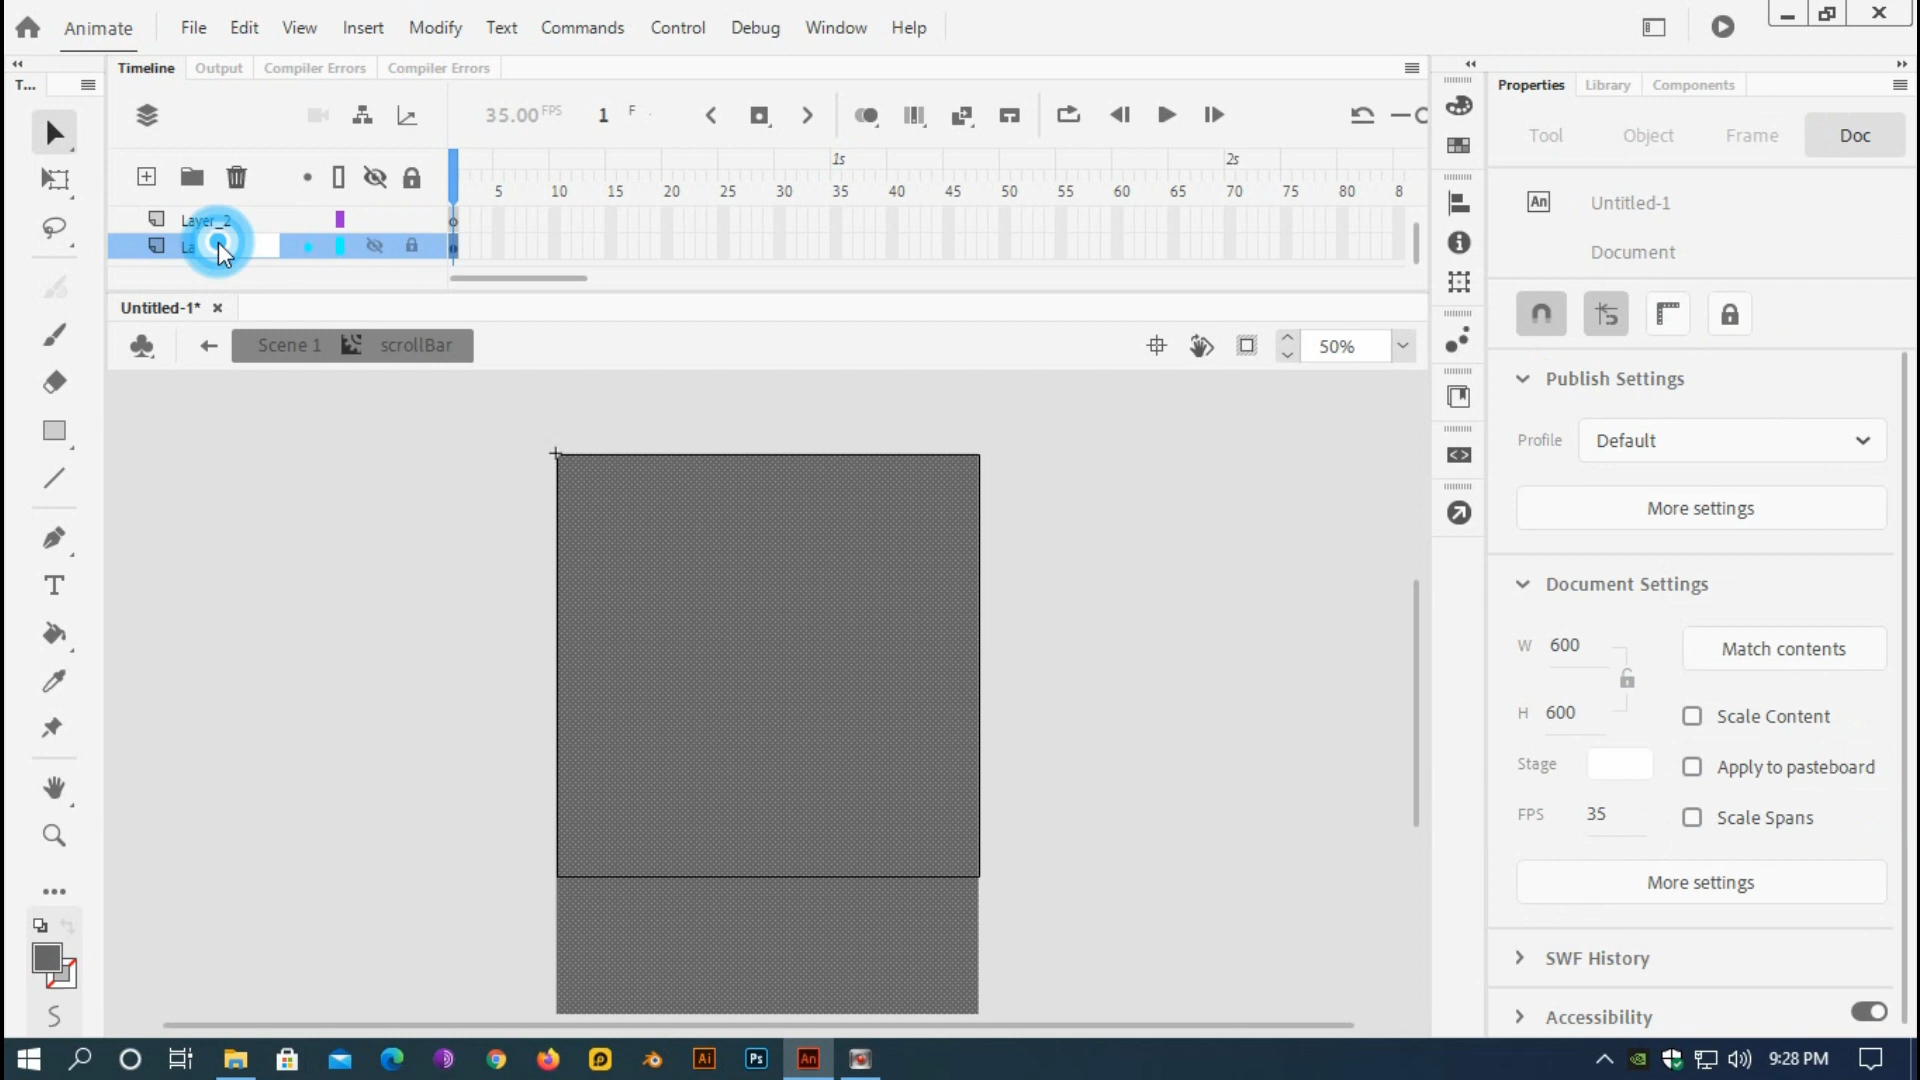 Animate File Edit View Insert Modify Text Commands Control Debug Window Help
T... Timeline Output Compiler Errors Compiler Errors Properties Library Components
35.00 FPS 1 F Tool Object Frame Doc
1s 2s
5 10 15 20 25 30 35 40 45 50 55 60 65 70 75 80 8
Layer_2
La
An Untitled-1
Document
Untitled-1*
Scene 1 scrollBar 50%
Publish Settings
Profile Default
More settings
Document Settings
W 600 Match contents
H 600 Scale Content
Stage Apply to pasteboard
FPS 35 Scale Spans
More settings
SWF History
Accessibility
T
Ai Ps An 9:28 PM